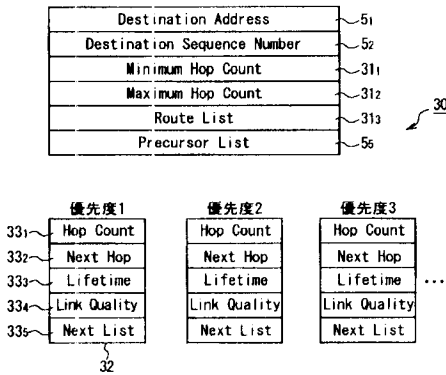 Destination Address 5₁
Destination Sequence Number 5₂
Minimum Hop Count 31₁
Maximum Hop Count 31₂
Route List 31₃
Precursor List 5₅
30
優先度1 優先度2 優先度3
33₁ Hop Count Hop Count Hop Count
33₂ Next Hop Next Hop Next Hop
33₃ Lifetime Lifetime Lifetime ...
33₄ Link Quality Link Quality Link Quality
33₅ Next List Next List Next List
32